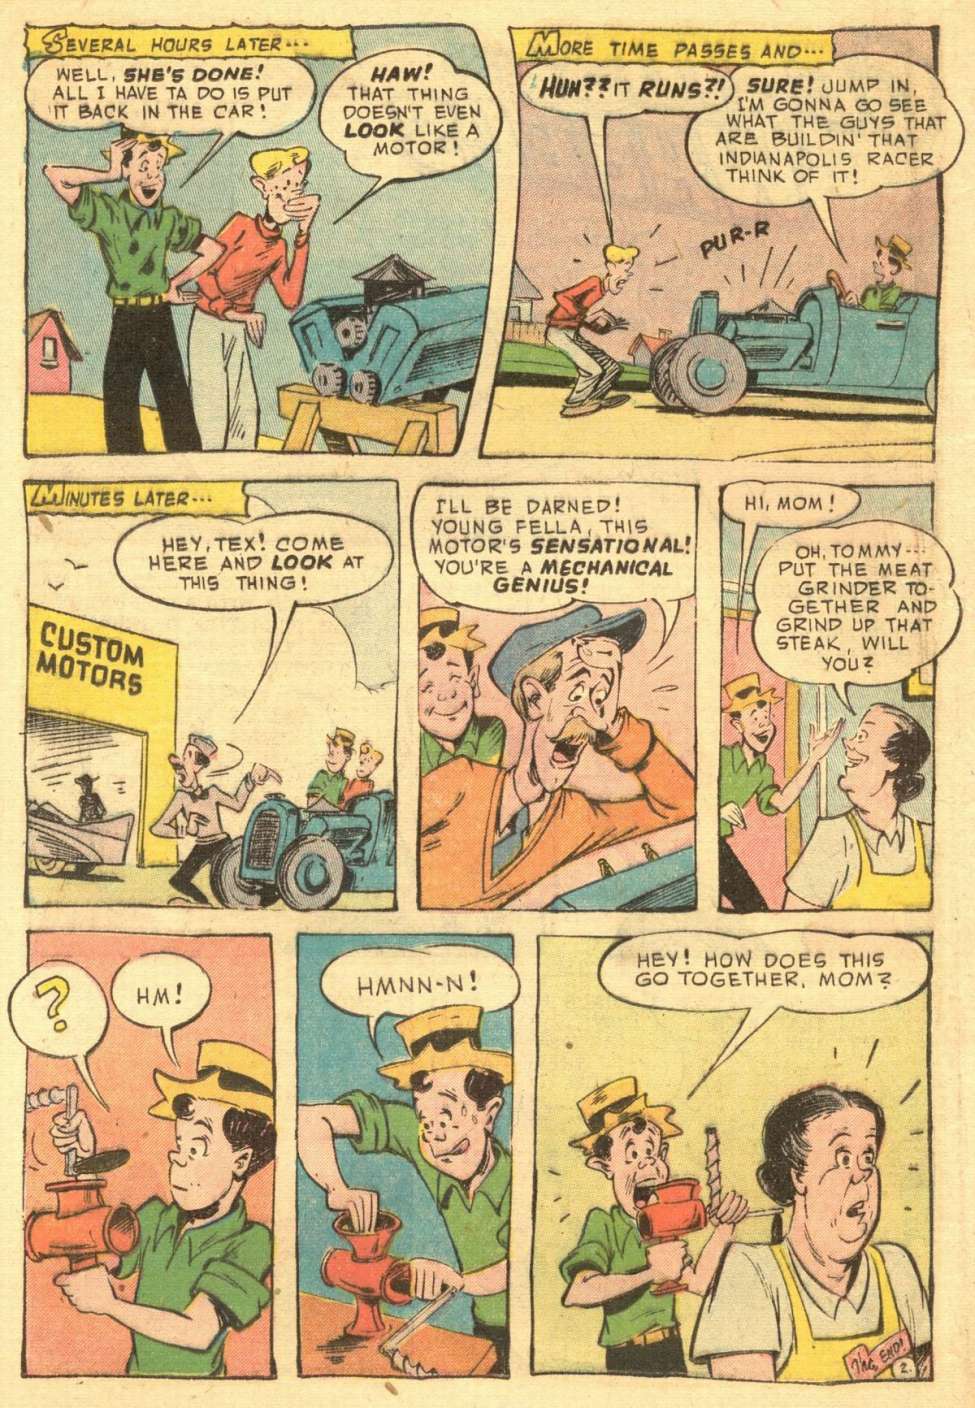 SEVERAL HOURS LATER---
WELL, SHE'S DONE!
ALL I HAVE TA DO IS PUT
IT BACK IN THE CAR!
HAW!
THAT THING
DOESN'T EVEN
LOOK LIKE A
MOTOR!
MORE TIME PASSES AND---
HUH?? IT RUNS?!
SURE! JUMP IN,
I'M GONNA GO SEE
WHAT THE GUYS THAT
ARE BUILDIN' THAT
INDIANAPOLIS RACER
THINK OF IT!
PUR-R
MINUTES LATER---
HEY, TEX! COME
HERE AND LOOK AT
THIS THING!
CUSTOM
MOTORS
I'LL BE DARNED!
YOUNG FELLA, THIS
MOTOR'S SENSATIONAL!
YOU'RE A MECHANICAL
GENIUS!
HI, MOM!
OH, TOMMY---
PUT THE MEAT
GRINDER TO-
GETHER AND
GRIND UP THAT
STEAK, WILL
YOU?
?
HM!
HMNN-N!
HEY! HOW DOES THIS
GO TOGETHER, MOM?
The END!
2.